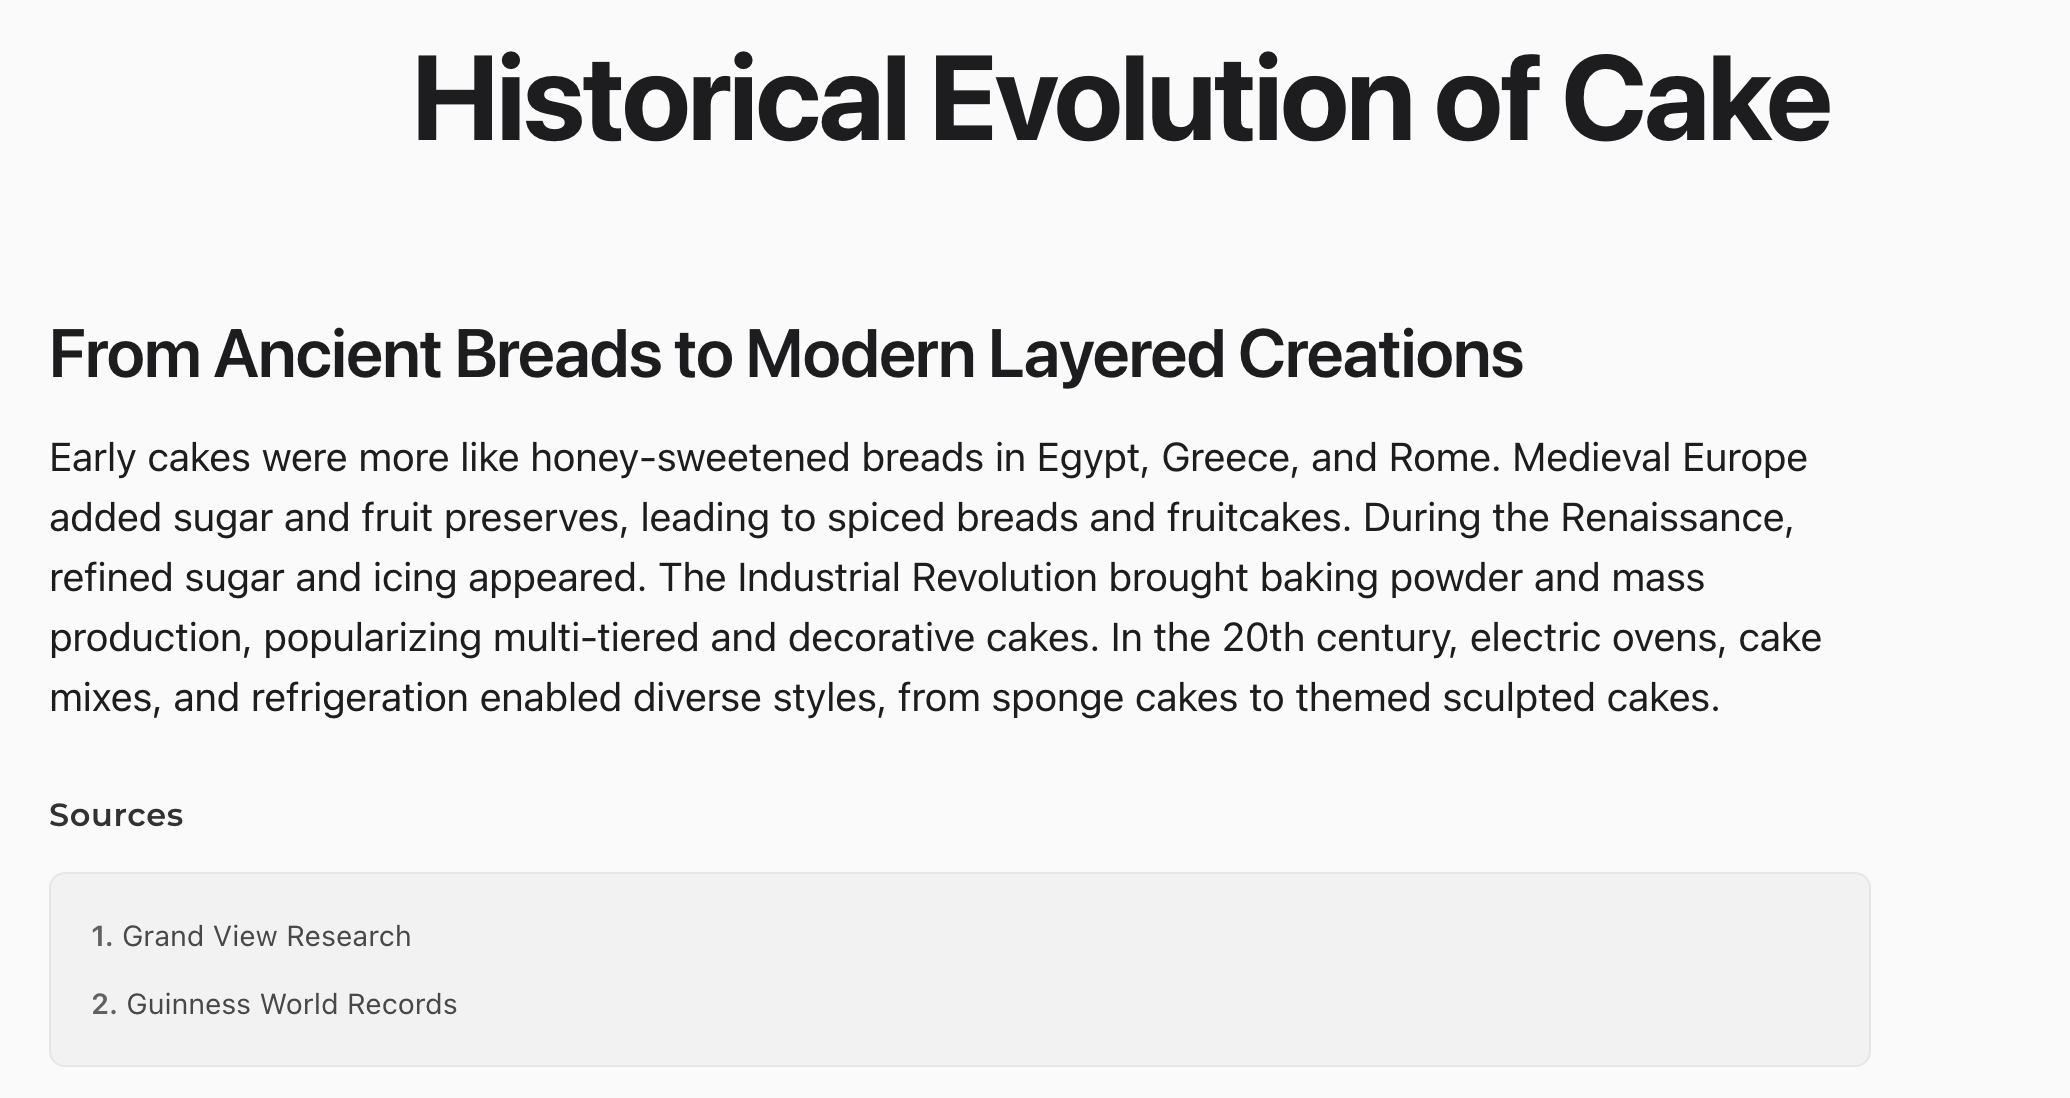 Historical Evolution of Cake
From Ancient Breads to Modern Layered Creations
Early cakes were more like honey-sweetened breads in Egypt, Greece, and Rome. Medieval Europe
added sugar and fruit preserves, leading to spiced breads and fruitcakes. During the Renaissance,
refined sugar and icing appeared. The Industrial Revolution brought baking powder and mass
production, popularizing multi-tiered and decorative cakes. In the 20th century, electric ovens, cake
mixes, and refrigeration enabled diverse styles, from sponge cakes to themed sculpted cakes.
Sources
1. Grand View Research
2. Guinness World Records